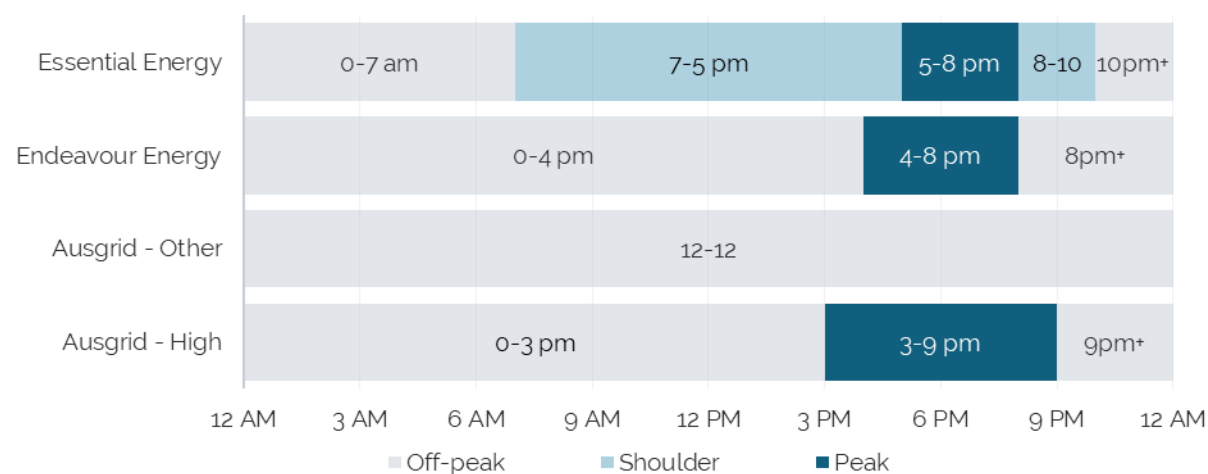 Essential Energy 0-7 am 7-5 pm 5-8 pm 8-10 10pm+
Endeavour Energy 0-4 pm 4-8 pm 8pm+
Ausgrid - Other 12-12
Ausgrid - High 0-3 pm 3-9 pm 9pm+
12 AM 3 AM 6 AM 9 AM 12 PM 3 PM 6 PM 9 PM 12 AM
Off-peak Shoulder Peak